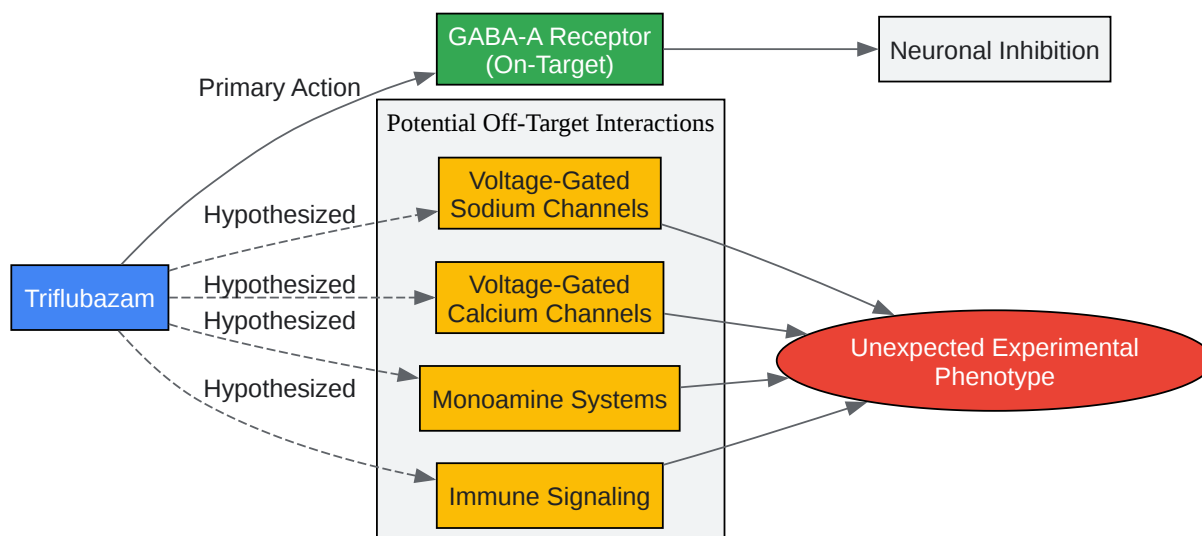 GABA-A Receptor
(On-Target)
Neuronal Inhibition
Primary Action
Potential Off-Target Interactions
Voltage-Gated
Sodium Channels
Hypothesized
Triflubazam
Hypothesized
Voltage-Gated
Calcium Channels
Hypothesized
Unexpected Experimental
Phenotype
Hypothesized
Monoamine Systems
Immune Signaling